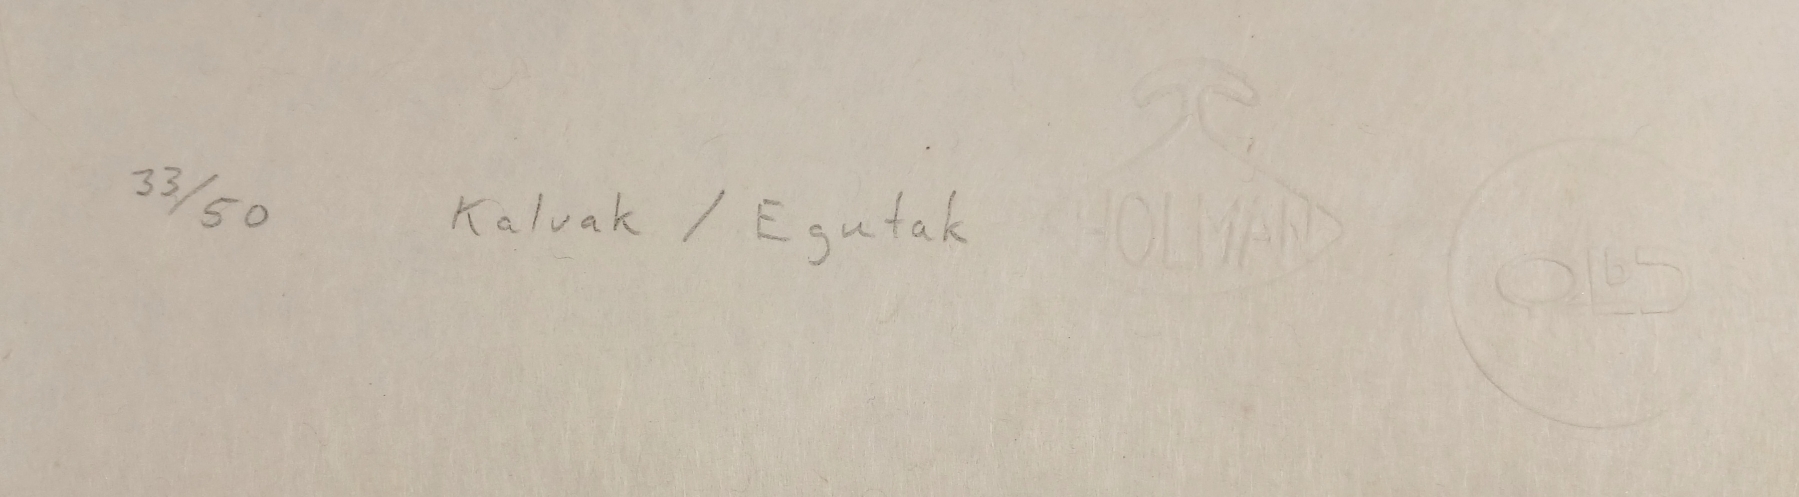 33/50 Kalvak / Egutak HOLMAN